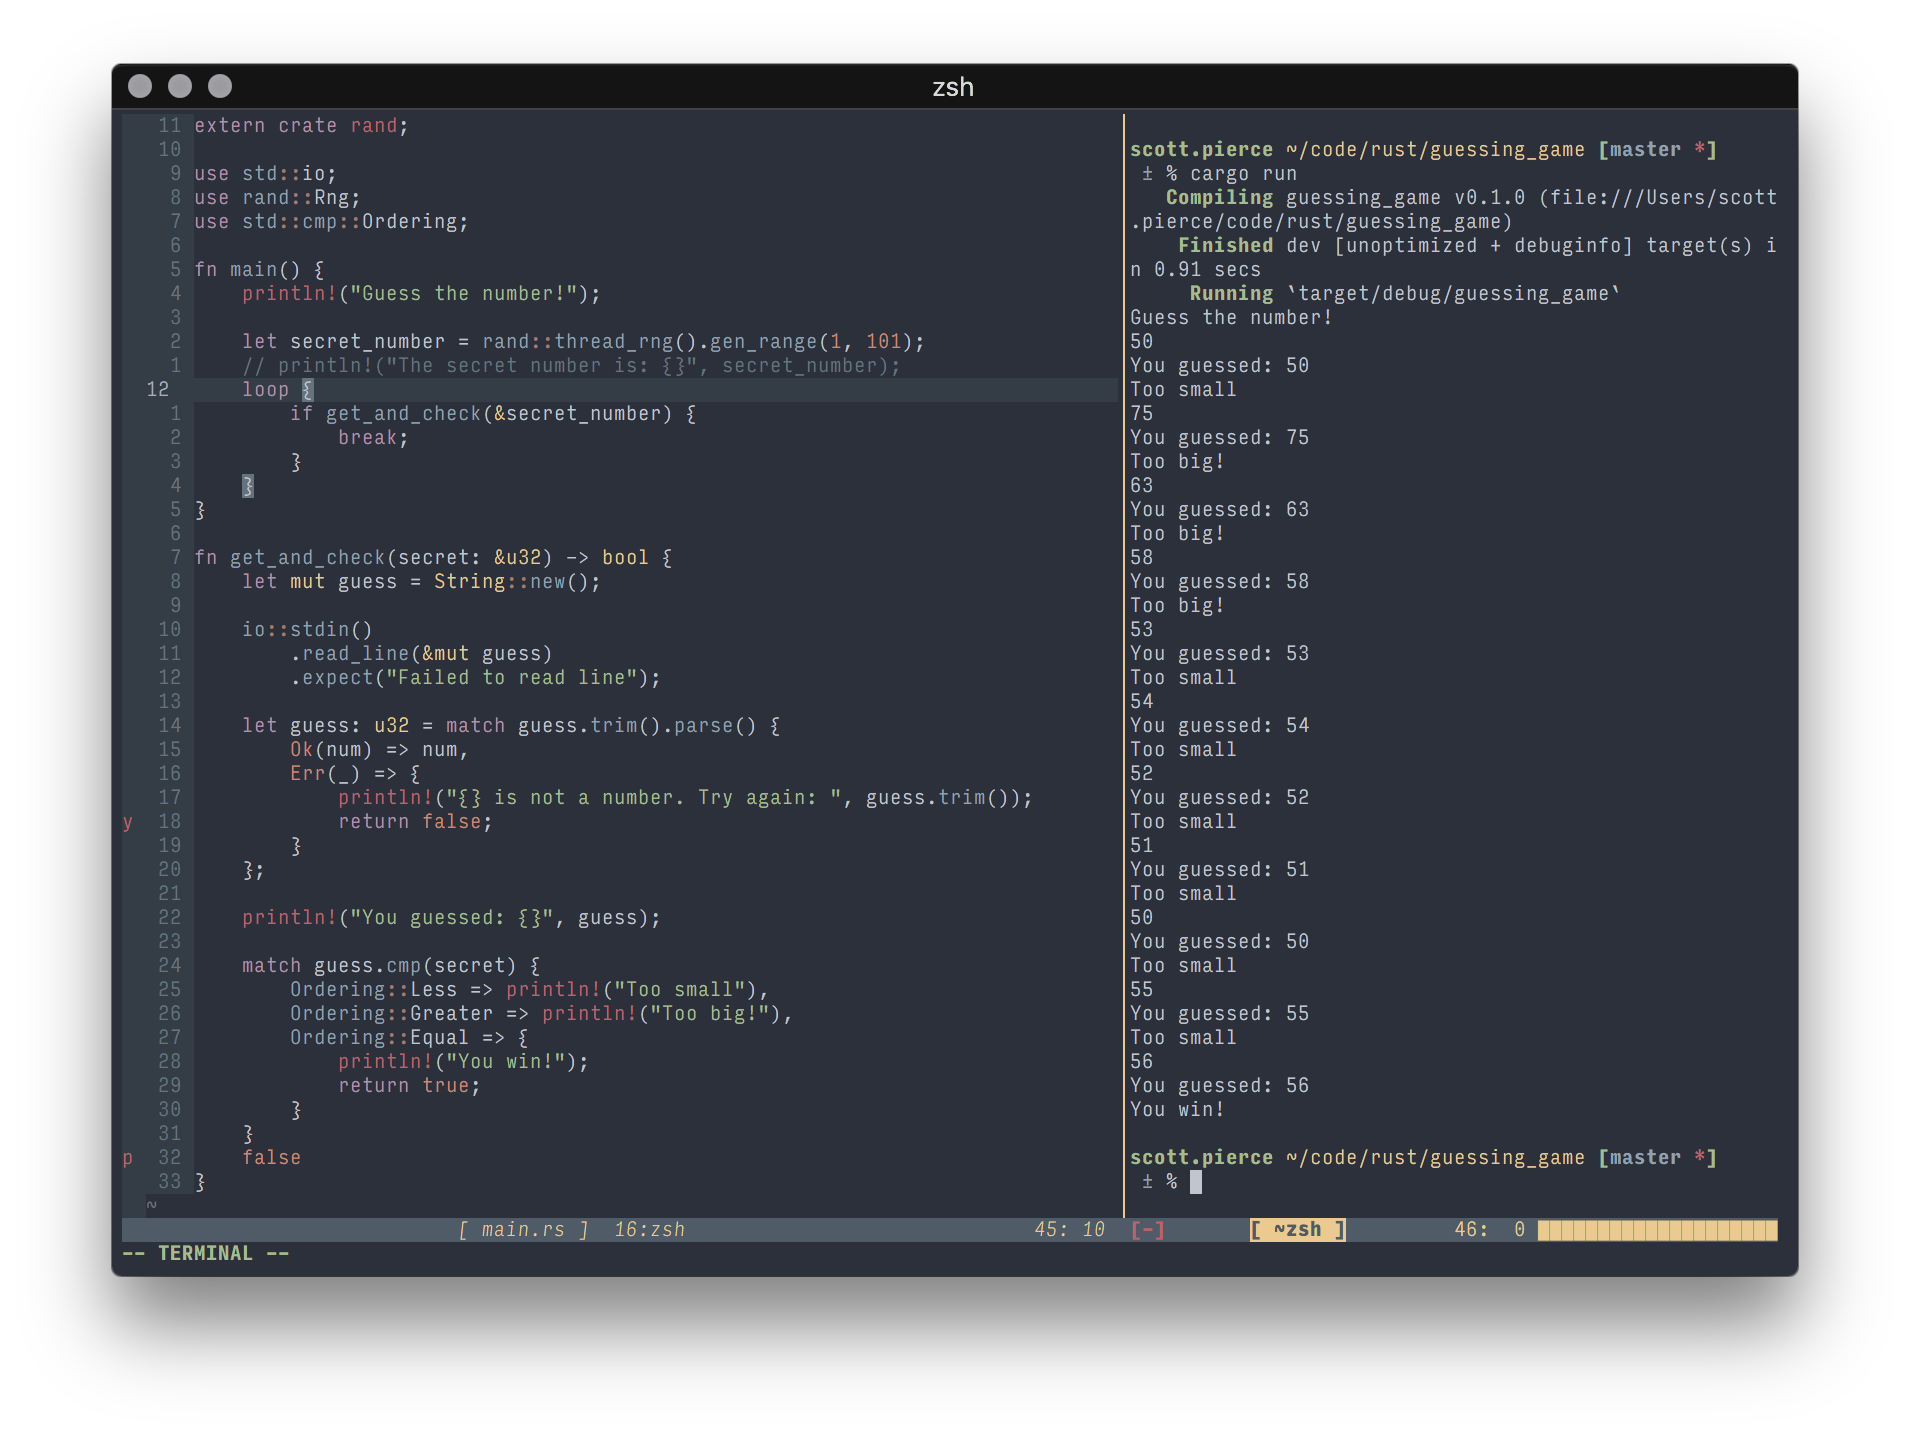 zsh
11 extern crate rand;
10
9 use std::io;
8 use rand::Rng;
7 use std::cmp::Ordering;
6
5 fn main() {
4     println!("Guess the number!");
3
2     let secret_number = rand::thread_rng().gen_range(1, 101);
1     // println!("The secret number is: {}", secret_number);
12     loop {
1         if get_and_check(&secret_number) {
2             break;
3         }
4     }
5 }
6
7 fn get_and_check(secret: &u32) -> bool {
8     let mut guess = String::new();
9
10     io::stdin()
11         .read_line(&mut guess)
12         .expect("Failed to read line");
13
14     let guess: u32 = match guess.trim().parse() {
15         Ok(num) => num,
16         Err(_) => {
17             println!("{} is not a number. Try again: ", guess.trim());
y 18             return false;
19         }
20     };
21
22     println!("You guessed: {}", guess);
23
24     match guess.cmp(secret) {
25         Ordering::Less => println!("Too small"),
26         Ordering::Greater => println!("Too big!"),
27         Ordering::Equal => {
28             println!("You win!");
29             return true;
30         }
31     }
p 32     false
33 }
~
[ main.rs ]  16:zsh 45: 10
-- TERMINAL --
scott.pierce ~/code/rust/guessing_game [master *]
± % cargo run
   Compiling guessing_game v0.1.0 (file:///Users/scott
.pierce/code/rust/guessing_game)
    Finished dev [unoptimized + debuginfo] target(s) i
n 0.91 secs
     Running `target/debug/guessing_game`
Guess the number!
50
You guessed: 50
Too small
75
You guessed: 75
Too big!
63
You guessed: 63
Too big!
58
You guessed: 58
Too big!
53
You guessed: 53
Too small
54
You guessed: 54
Too small
52
You guessed: 52
Too small
51
You guessed: 51
Too small
50
You guessed: 50
Too small
55
You guessed: 55
Too small
56
You guessed: 56
You win!
scott.pierce ~/code/rust/guessing_game [master *]
± %
[-] [ ~zsh ] 46:  0